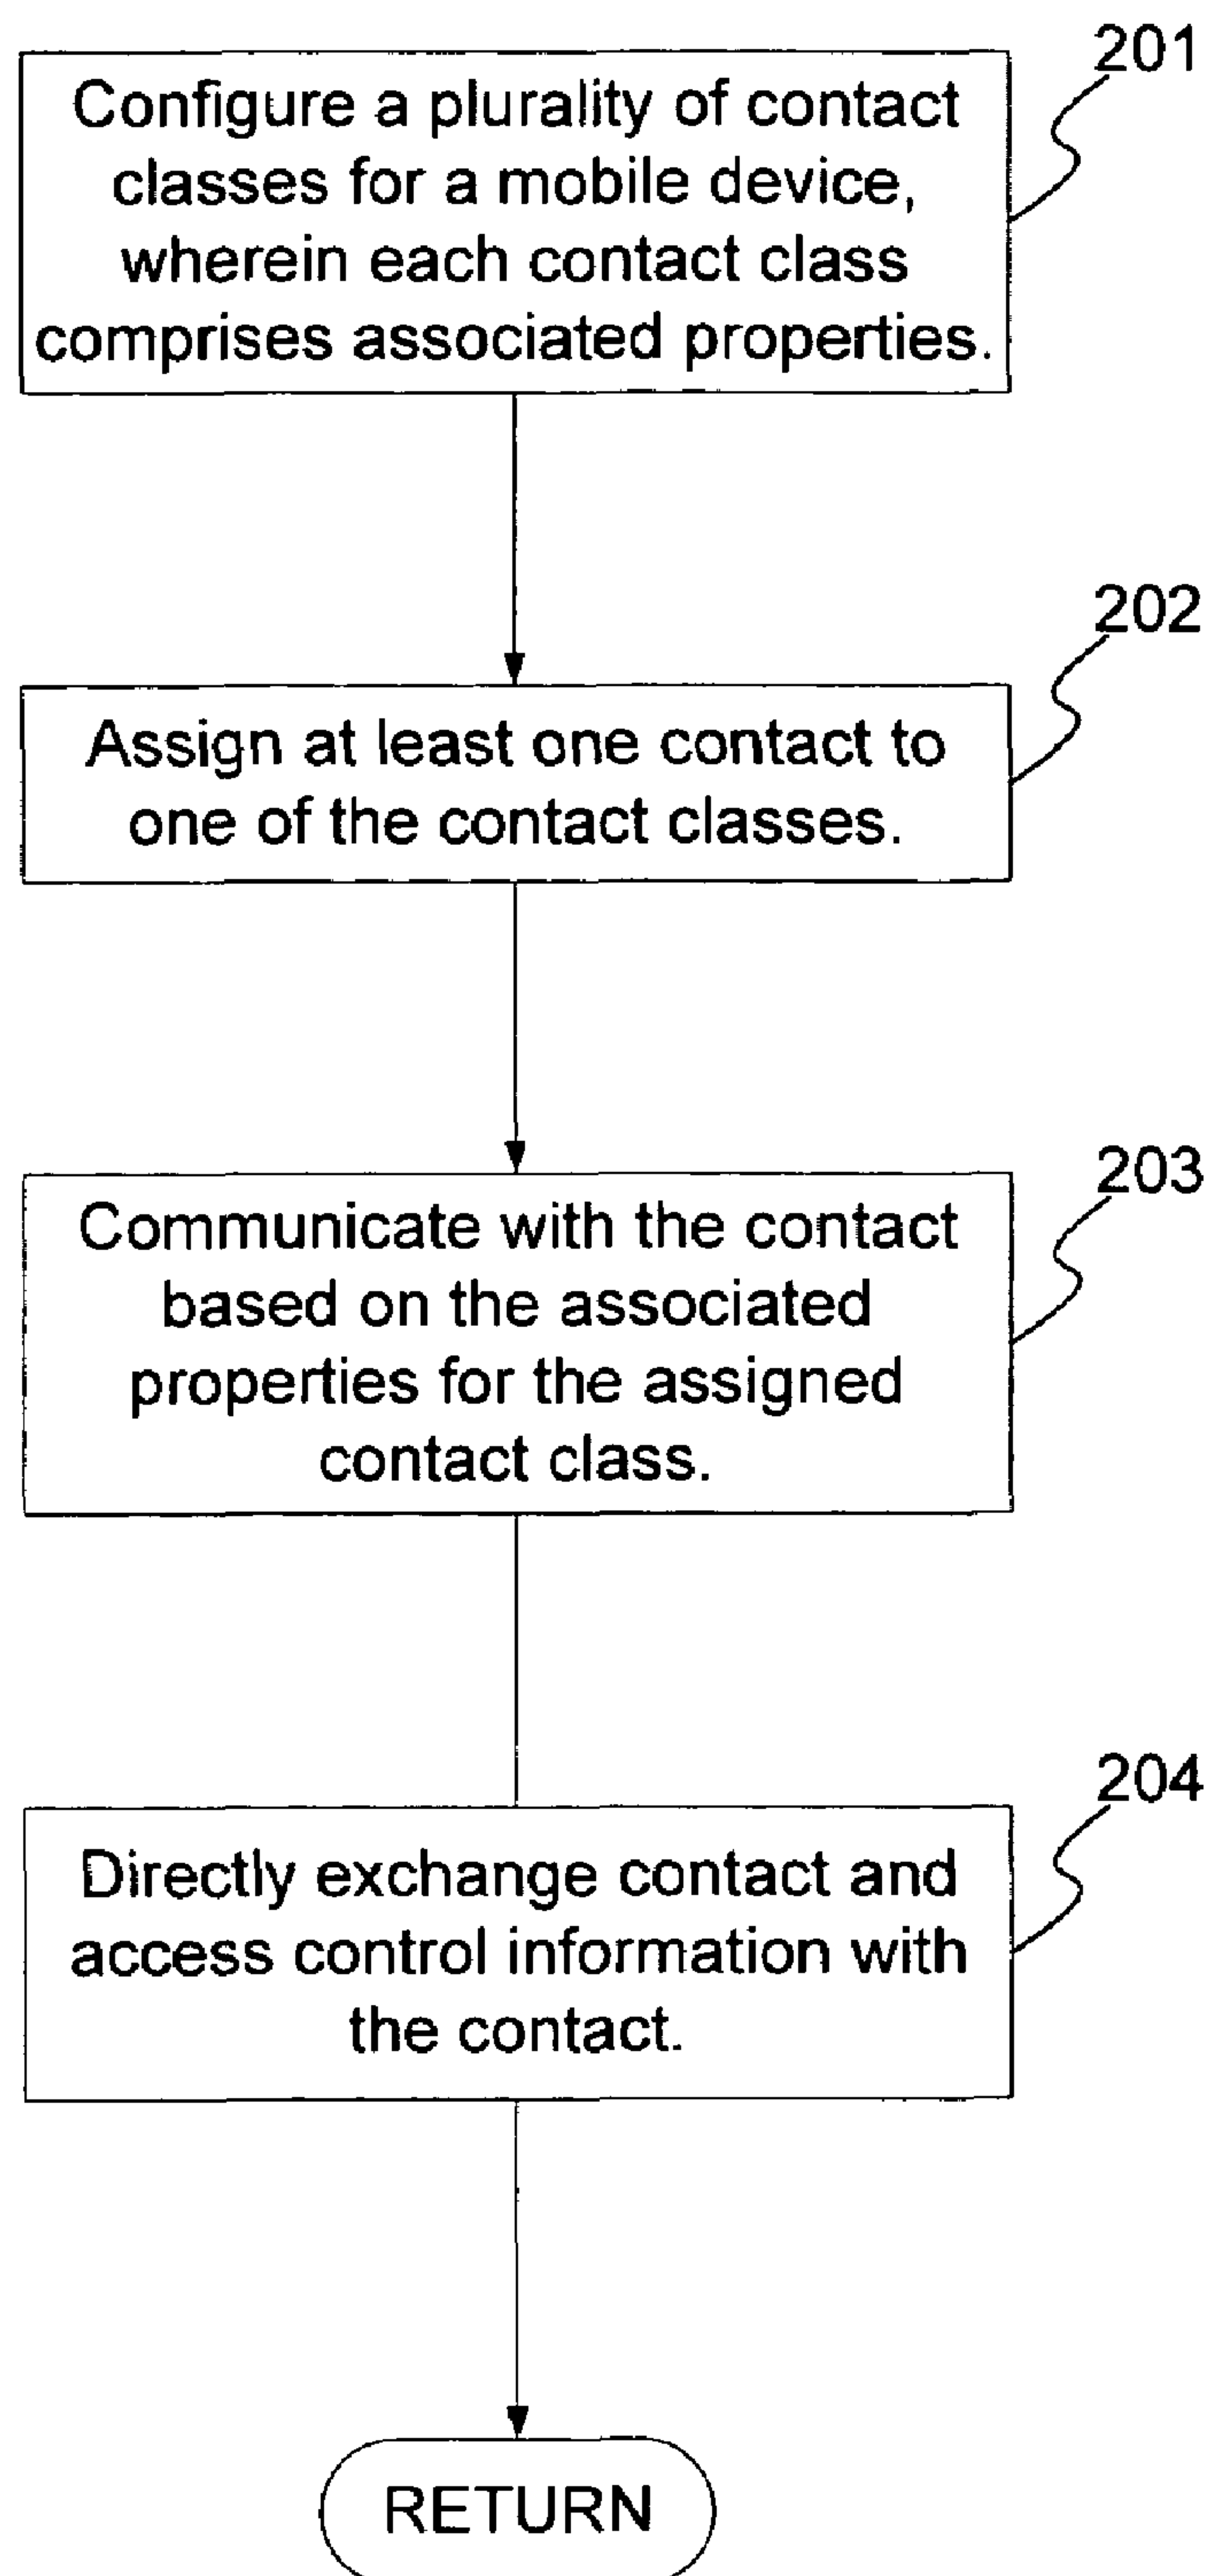 201
Configure a plurality of contact
classes for a mobile device,
wherein each contact class
comprises associated properties.
202
Assign at least one contact to
one of the contact classes.
203
Communicate with the contact
based on the associated
properties for the assigned
contact class.
204
Directly exchange contact and
access control information with
the contact.
RETURN